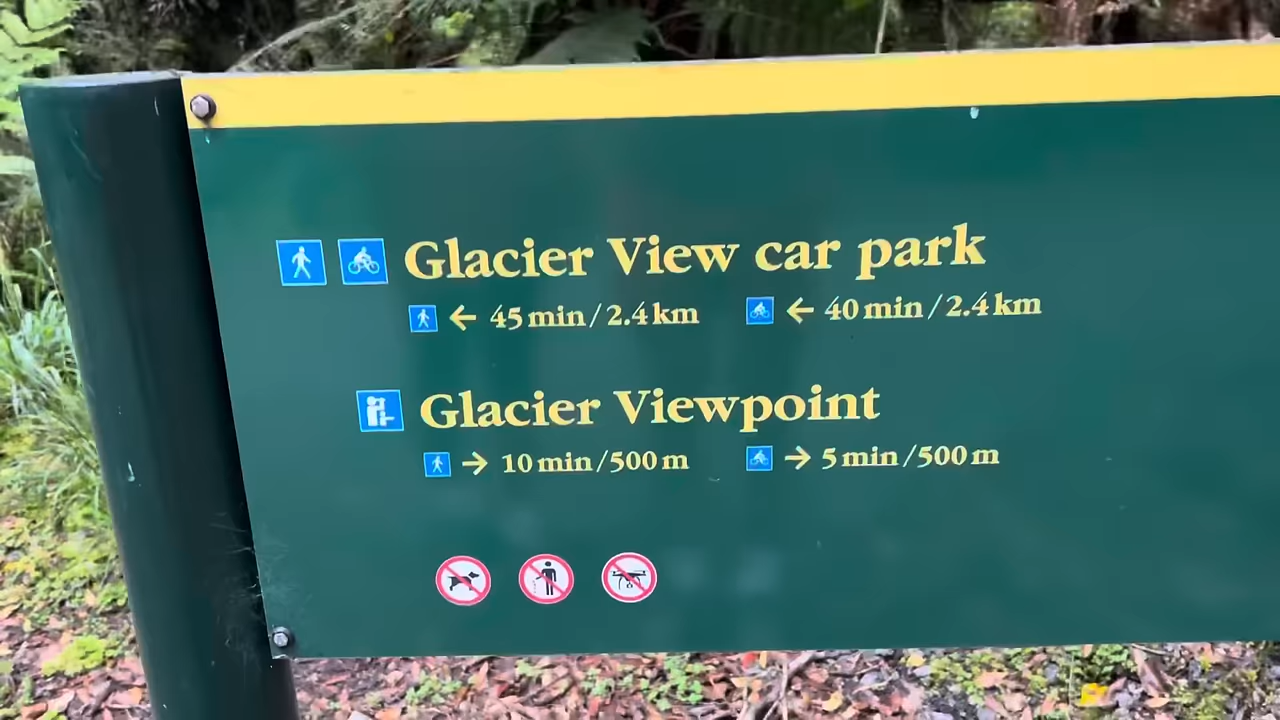 Glacier View car park
← 45 min/2.4 km ← 40 min/2.4 km
Glacier Viewpoint
→ 10 min/500 m → 5 min/500 m